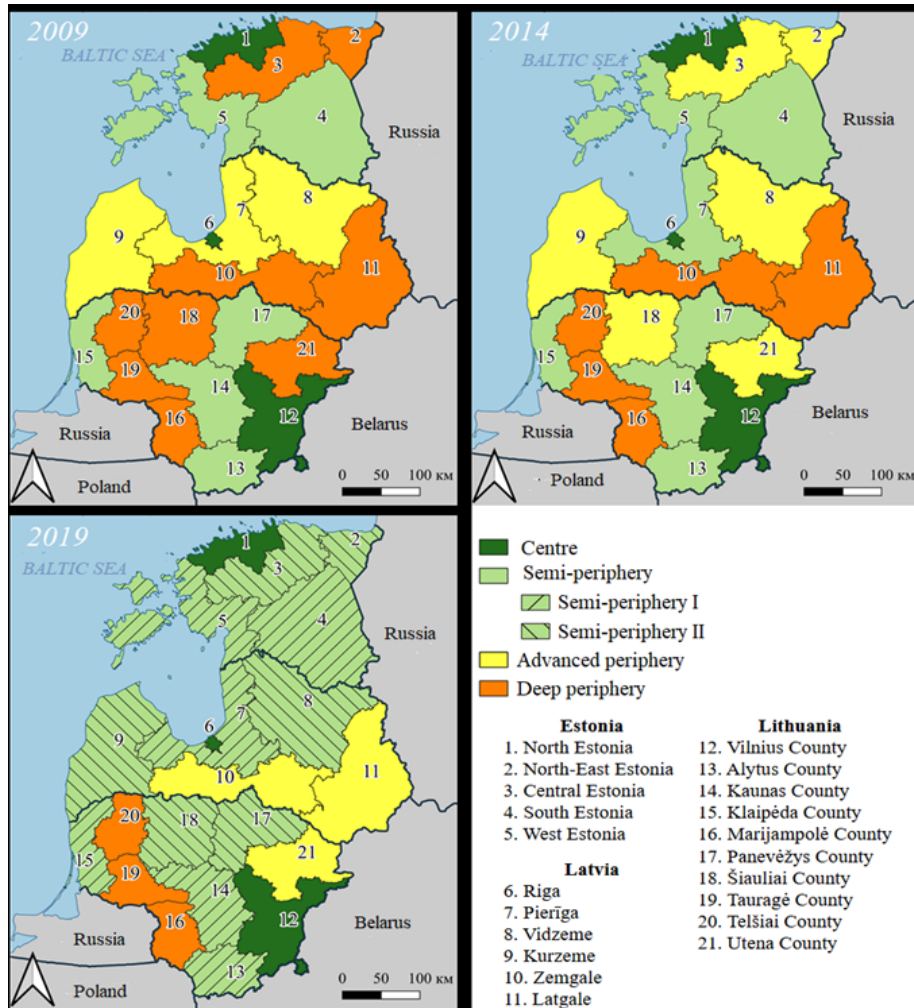 2009
BALTIC SEA
1
2
3
4
5
Russia
6
7
8
9
10
11
12
13
14
15
16
17
18
19
20
21
Russia
Belarus
Poland
0 50 100 км
2014
BALTIC SEA
1
2
3
4
5
Russia
6
7
8
9
10
11
12
13
14
15
16
17
18
19
20
21
Russia
Belarus
Poland
0 50 100 км
2019
BALTIC SEA
1
2
3
4
5
Russia
6
7
8
9
10
11
12
13
14
15
16
17
18
19
20
21
Russia
Belarus
Poland
0 50 100 км
Centre
Semi-periphery
Semi-periphery I
Semi-periphery II
Advanced periphery
Deep periphery
Estonia
1. North Estonia
2. North-East Estonia
3. Central Estonia
4. South Estonia
5. West Estonia
Latvia
6. Riga
7. Pierīga
8. Vidzeme
9. Kurzeme
10. Zemgale
11. Latgale
Lithuania
12. Vilnius County
13. Alytus County
14. Kaunas County
15. Klaipėda County
16. Marijampolė County
17. Panevėžys County
18. Šiauliai County
19. Tauragė County
20. Telšiai County
21. Utena County